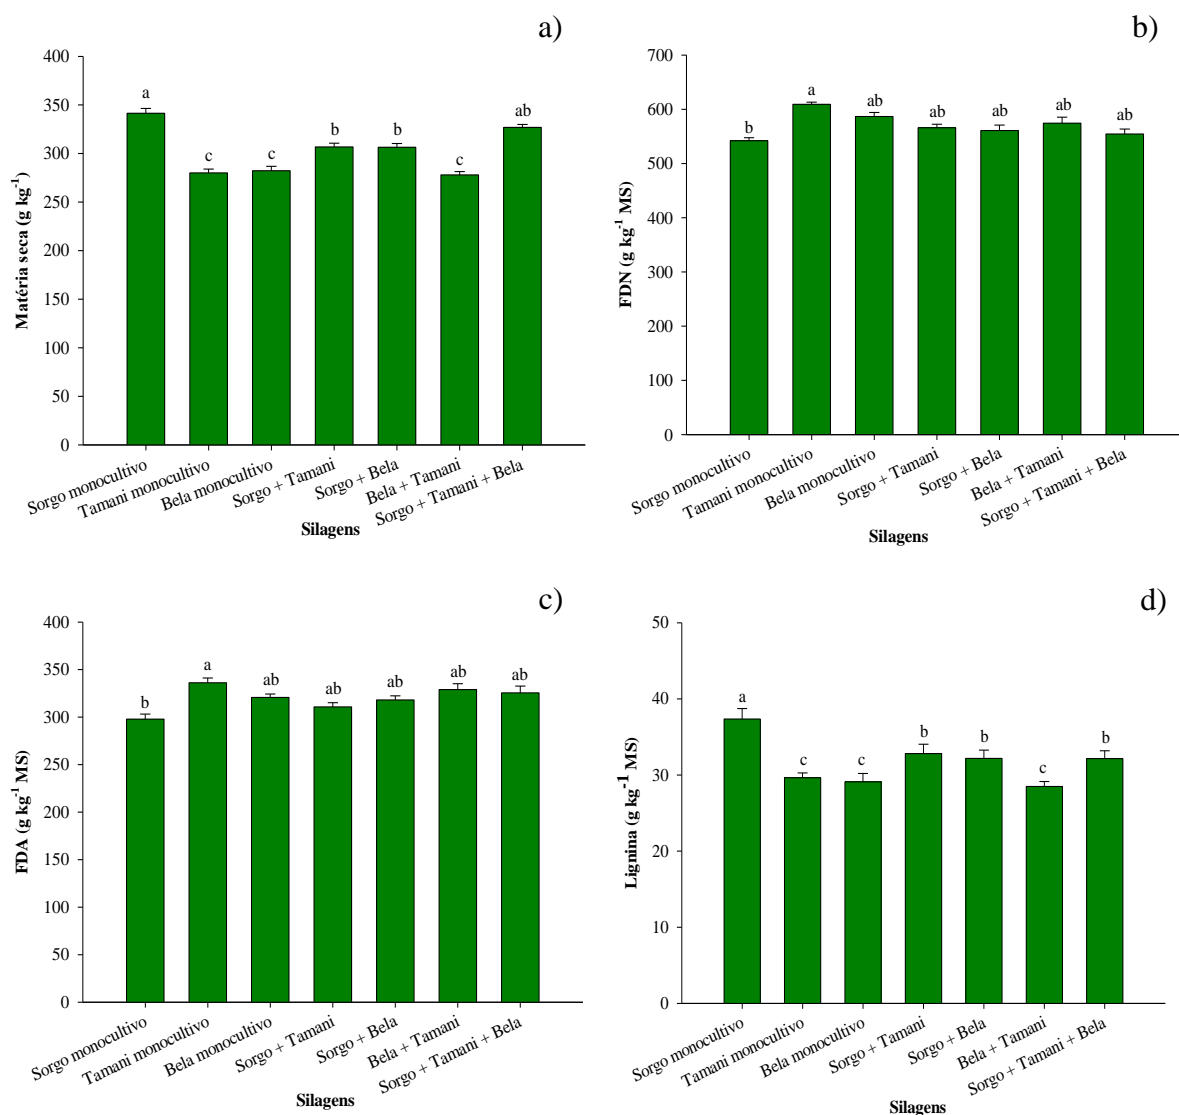 a)
400
350
300
250
200
150
100
50
0
Matéria seca (g kg⁻¹)
a
c
c
b
b
c
ab
Sorgo monocultivo
Tamani monocultivo
Bela monocultivo
Sorgo + Tamani
Sorgo + Bela
Bela + Tamani
Sorgo + Tamani + Bela
Silagens
b)
700
600
500
400
300
200
100
0
FDN (g kg⁻¹ MS)
b
a
ab
ab
ab
ab
ab
Sorgo monocultivo
Tamani monocultivo
Bela monocultivo
Sorgo + Tamani
Sorgo + Bela
Bela + Tamani
Sorgo + Tamani + Bela
Silagens
c)
400
350
300
250
200
150
100
50
0
FDA (g kg⁻¹ MS)
b
a
ab
ab
ab
ab
ab
Sorgo monocultivo
Tamani monocultivo
Bela monocultivo
Sorgo + Tamani
Sorgo + Bela
Bela + Tamani
Sorgo + Tamani + Bela
Silagens
d)
50
40
30
20
10
0
Lignina (g kg⁻¹ MS)
a
c
c
b
b
c
b
Sorgo monocultivo
Tamani monocultivo
Bela monocultivo
Sorgo + Tamani
Sorgo + Bela
Bela + Tamani
Sorgo + Tamani + Bela
Silagens